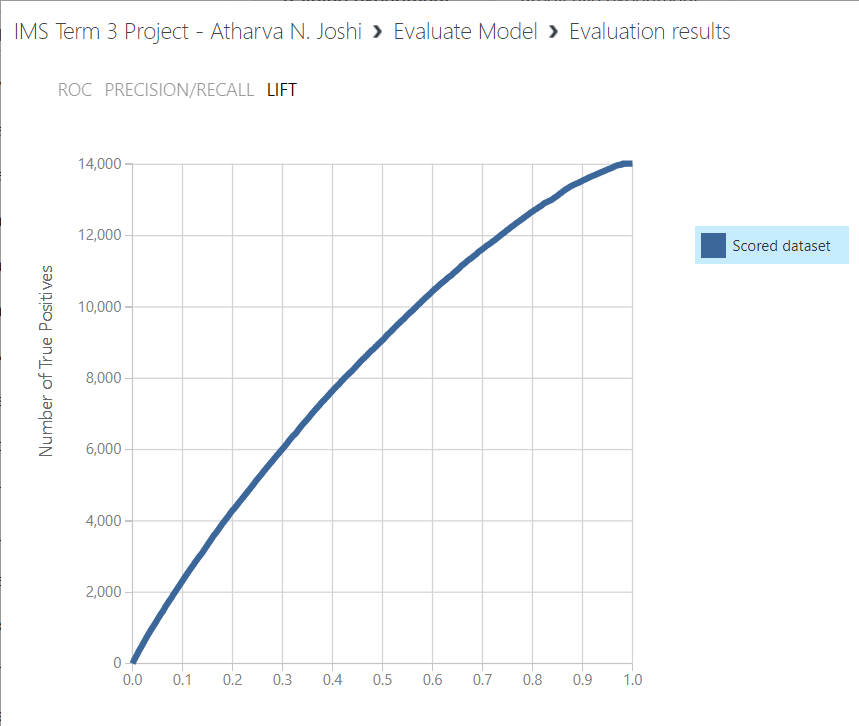 IMS Term 3 Project - Atharva N. Joshi › Evaluate Model › Evaluation results
ROC PRECISION/RECALL LIFT
Number of True Positives
14,000
12,000
10,000
8,000
6,000
4,000
2,000
0
0.0 0.1 0.2 0.3 0.4 0.5 0.6 0.7 0.8 0.9 1.0
Scored dataset